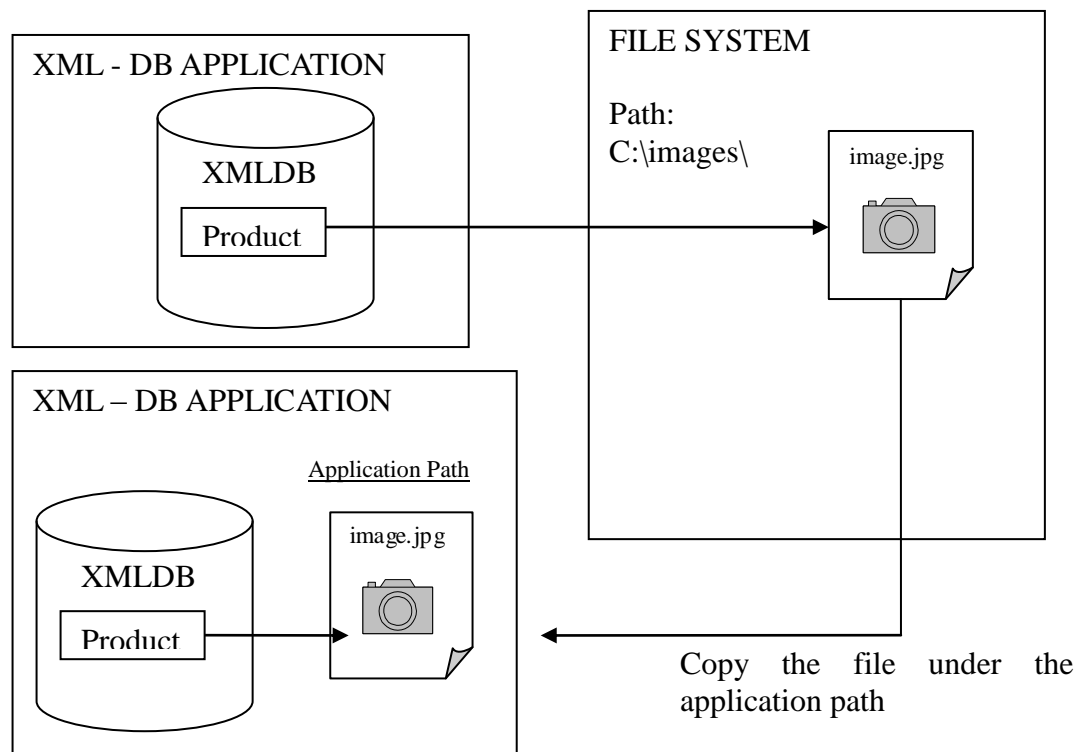 XML - DB APPLICATION
XMLDB
Product
FILE SYSTEM
Path:
C:\images\
image.jpg
XML – DB APPLICATION
Application Path
image.jpg
XMLDB
Product
Copy the file under the
application path